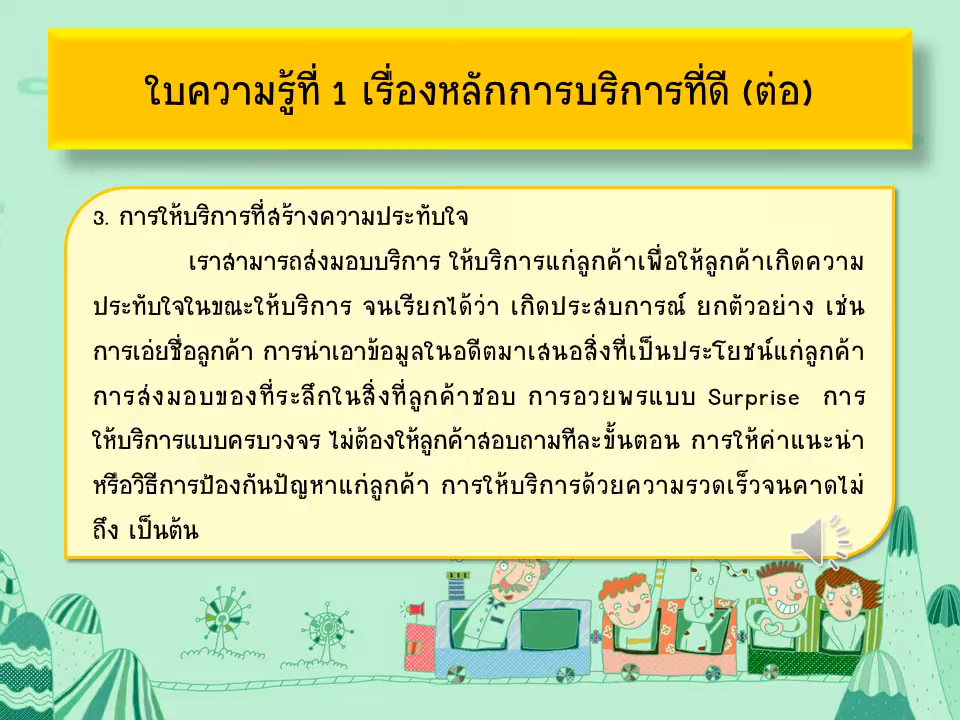 ใบความรู้ที่ 1 เรื่องหลักการบริการที่ดี (ต่อ)
3. การให้บริการที่สร้างความประทับใจ
เราสามารถส่งมอบบริการ ให้บริการแก่ลูกค้าเพื่อให้ลูกค้าเกิดความ
ประทับใจในขณะให้บริการ จนเรียกได้ว่า เกิดประสบการณ์ ยกตัวอย่าง เช่น
การเอ่ยชื่อลูกค้า การนำเอาข้อมูลในอดีตมาเสนอสิ่งที่เป็นประโยชน์แก่ลูกค้า
การส่งมอบของที่ระลึกในสิ่งที่ลูกค้าชอบ การอวยพรแบบ Surprise การ
ให้บริการแบบครบวงจร ไม่ต้องให้ลูกค้าสอบถามทีละขั้นตอน การให้คำแนะนำ
หรือวิธีการป้องกันปัญหาแก่ลูกค้า การให้บริการด้วยความรวดเร็วจนคาดไม่
ถึง เป็นต้น